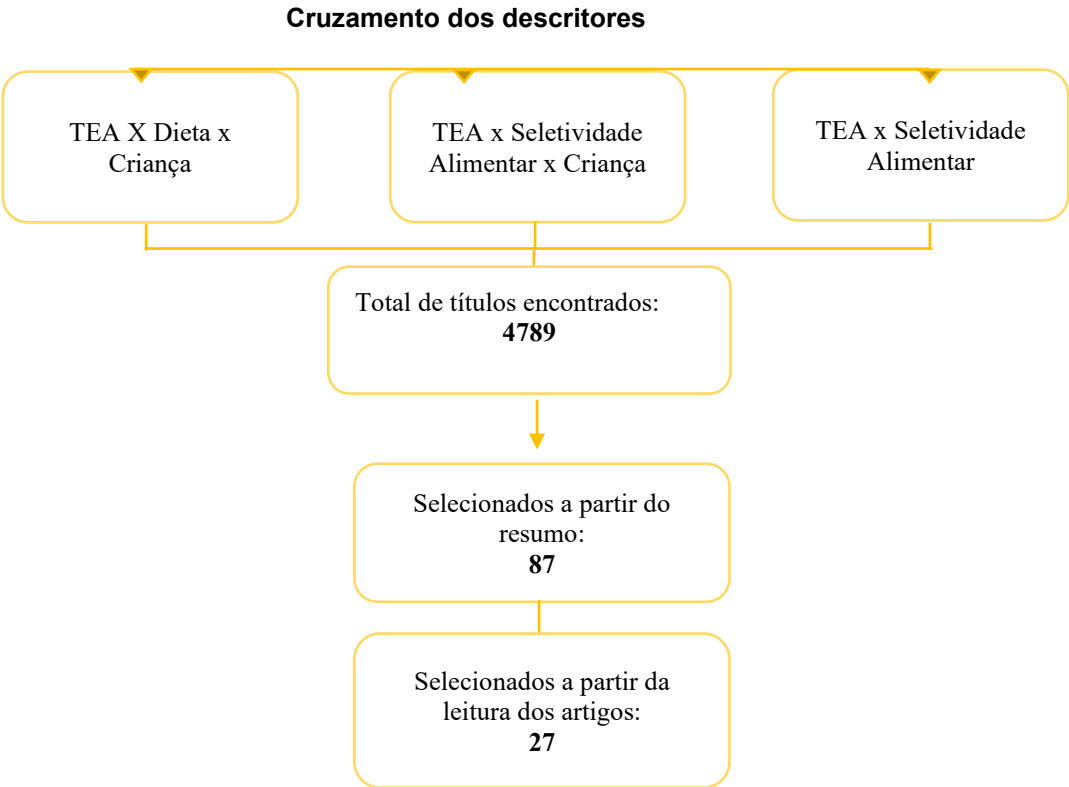 Cruzamento dos descritores
TEA X Dieta x
Criança
TEA x Seletividade
Alimentar x Criança
TEA x Seletividade
Alimentar
Total de títulos encontrados:
4789
Selecionados a partir do
resumo:
87
Selecionados a partir da
leitura dos artigos:
27